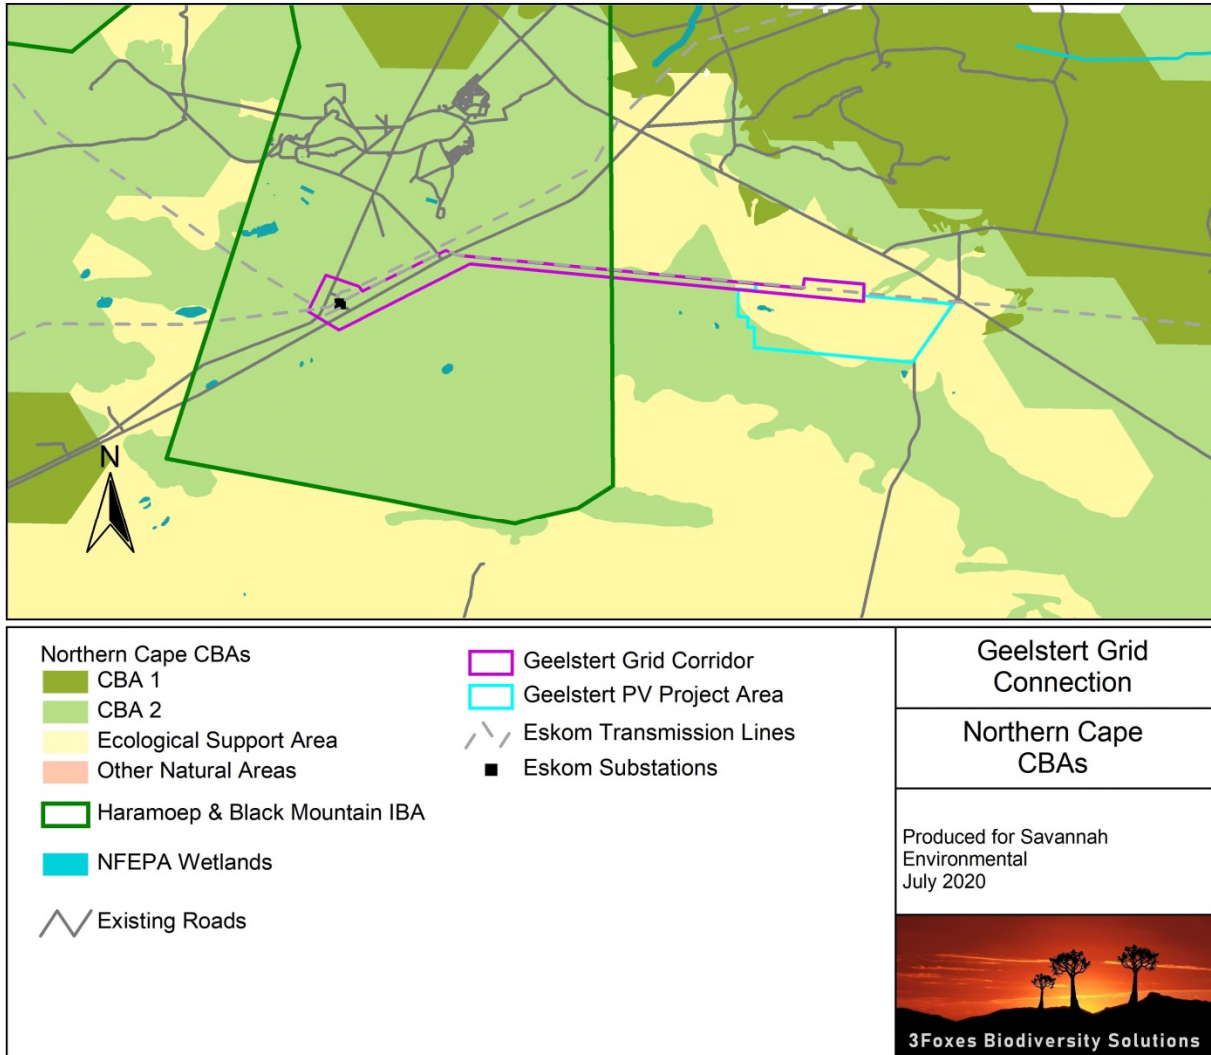 N
Northern Cape CBAs
CBA 1
CBA 2
Ecological Support Area
Other Natural Areas
Haramoep & Black Mountain IBA
NFEPA Wetlands
Existing Roads
Geelstert Grid Corridor
Geelstert PV Project Area
Eskom Transmission Lines
Eskom Substations
Geelstert Grid
Connection
Northern Cape
CBAs
Produced for Savannah
Environmental
July 2020
3Foxes Biodiversity Solutions